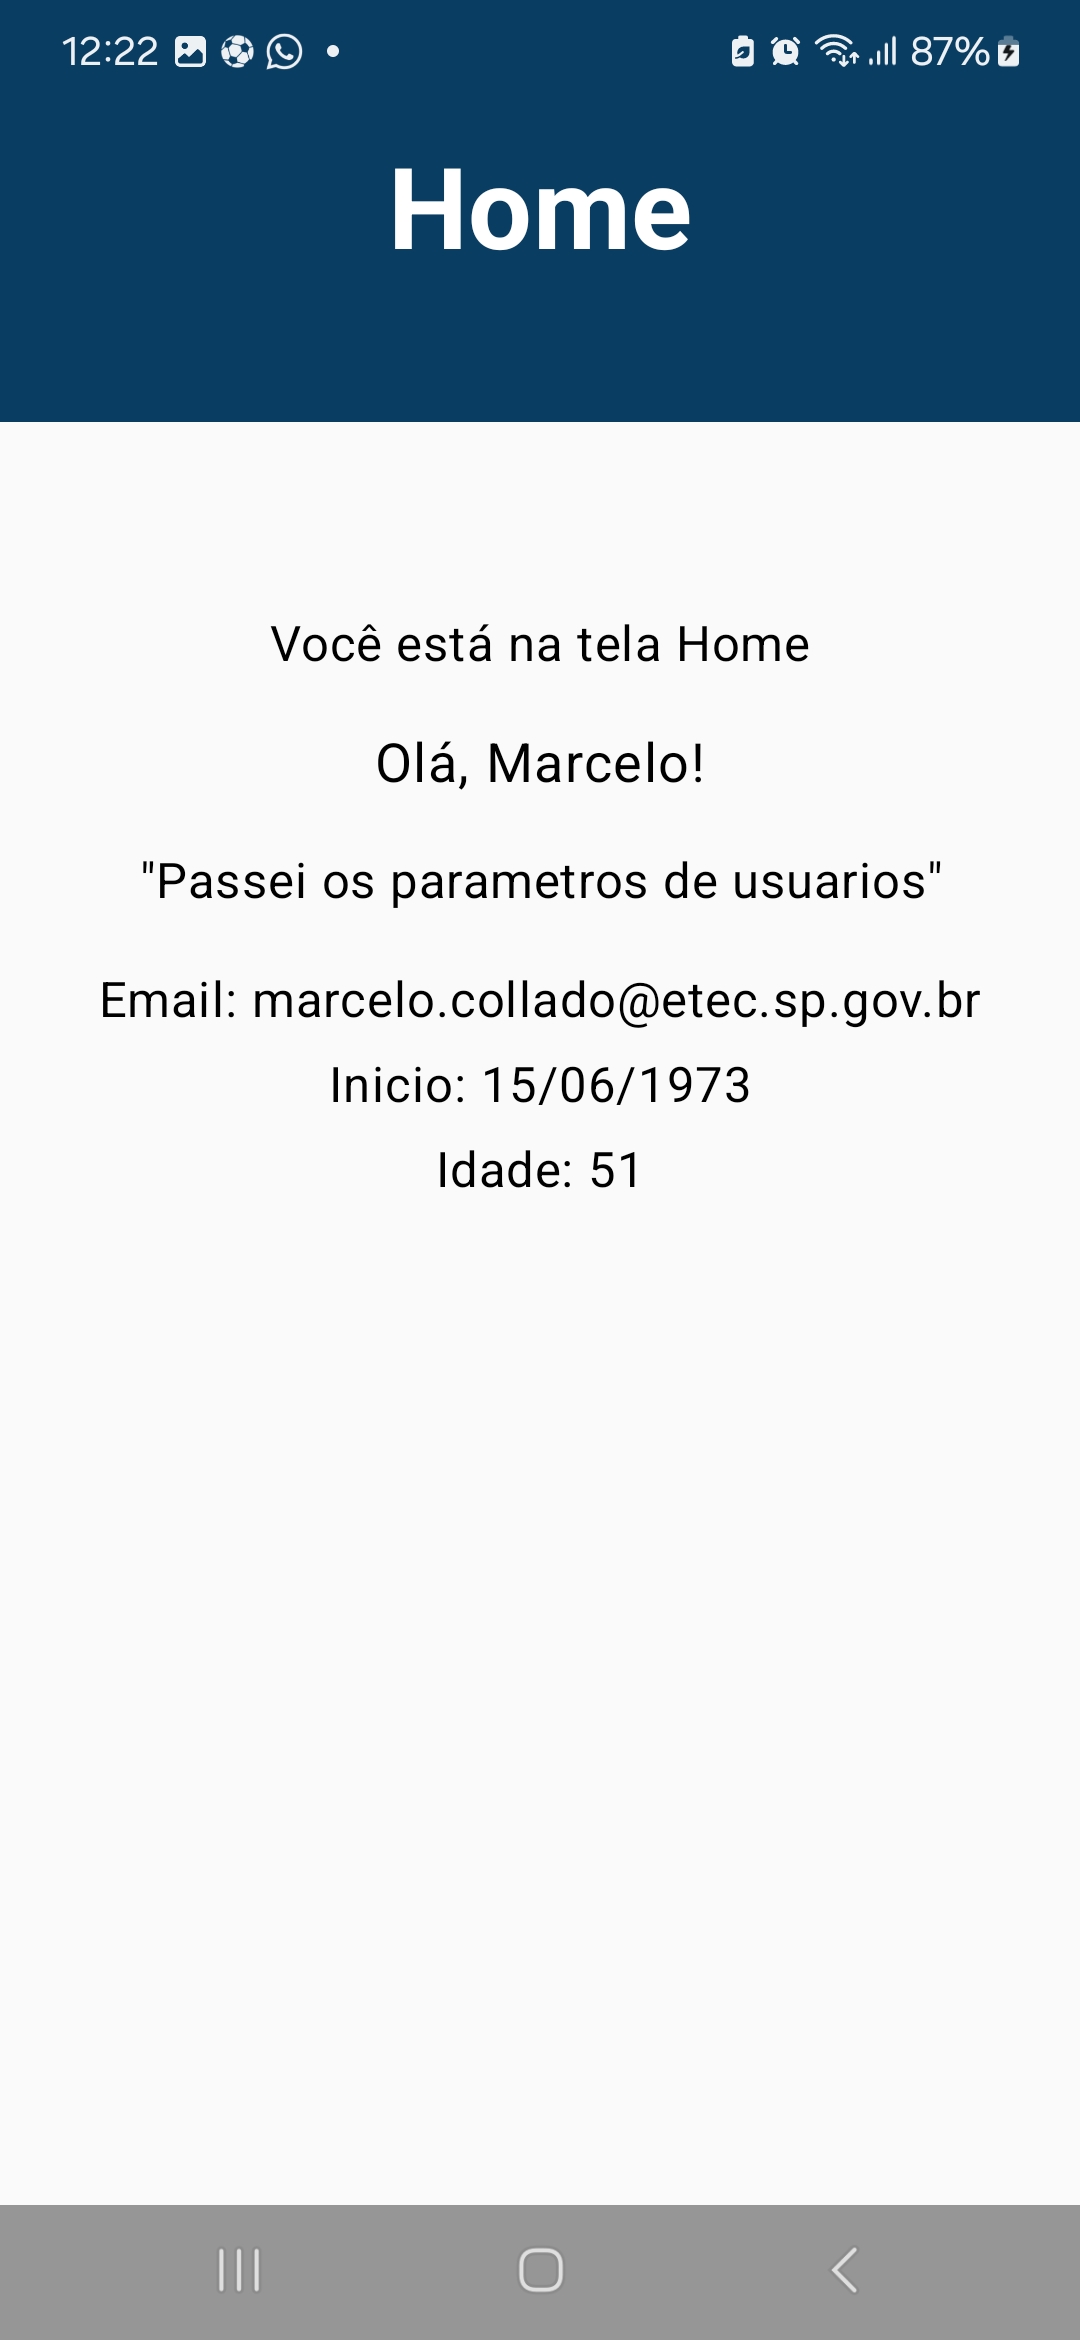 12:22 87%
Home
Você está na tela Home
Olá, Marcelo!
"Passei os parametros de usuarios"
Email: marcelo.collado@etec.sp.gov.br
Inicio: 15/06/1973
Idade: 51